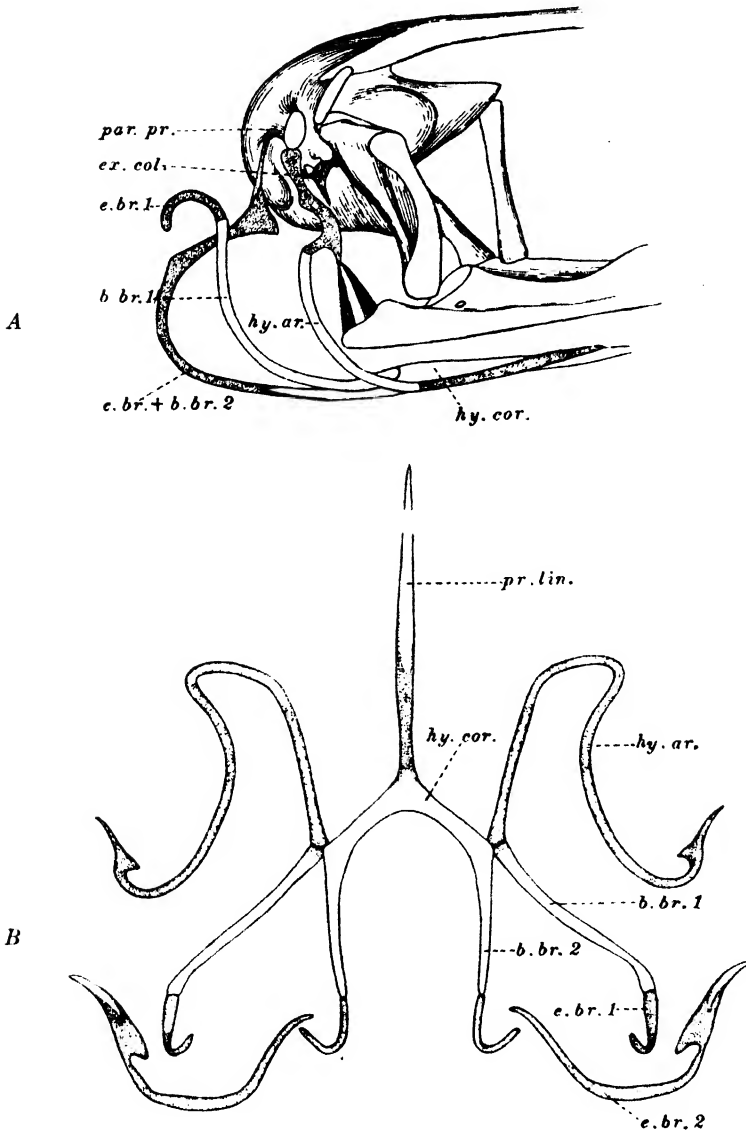 par. pr.
ex. col.
e. br. 1
b br. 1
hy. ar.
A
e. br. + b. br. 2
hy. cor.
pr. lin.
hy. cor.
hy. ar.
b. br. 1
B
b. br. 2
e. br. 1
e. br. 2